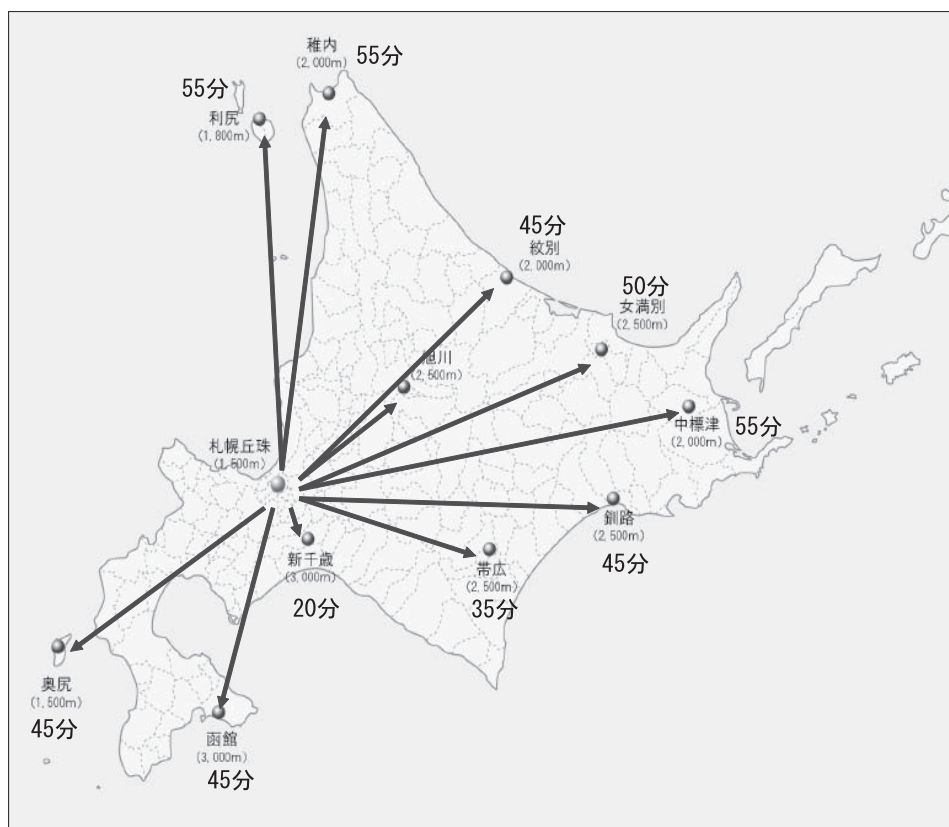 稚内
(2,000m)
55分
55分
利尻
(1,800m)
45分
紋別
(2,000m)
50分
女満別
(2,500m)
旭川
(2,500m)
中標津
(2,000m)
55分
札幌丘珠
(1,500m)
釧路
(2,500m)
45分
新千歳
(3,000m)
20分
帯広
(2,500m)
35分
奥尻
(1,500m)
45分
函館
(3,000m)
45分